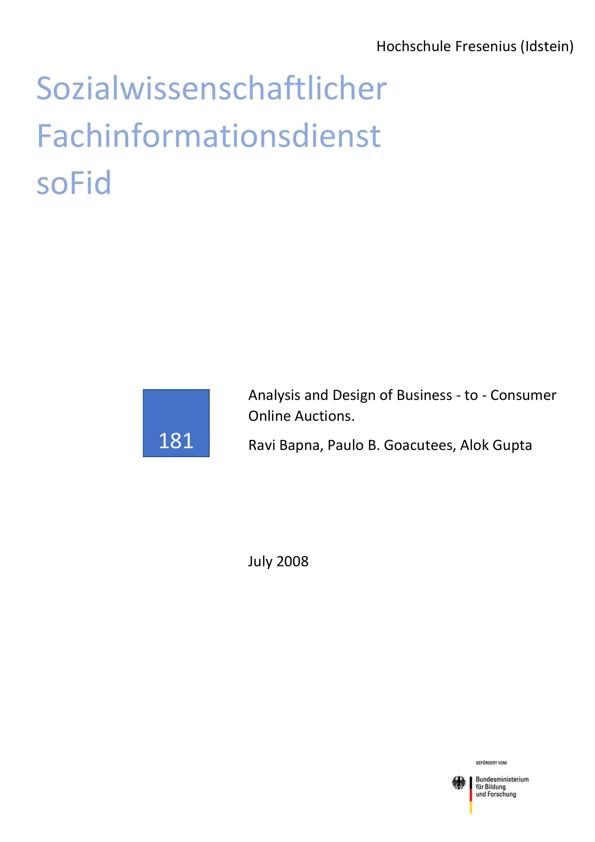 Hochschule Fresenius (Idstein)
Sozialwissenschaftlicher
Fachinformationsdienst
soFid
181
Analysis and Design of Business - to - Consumer
Online Auctions.
Ravi Bapna, Paulo B. Goacutees, Alok Gupta
July 2008
GEFÖRDERT VOM
Bundesministerium
für Bildung
und Forschung